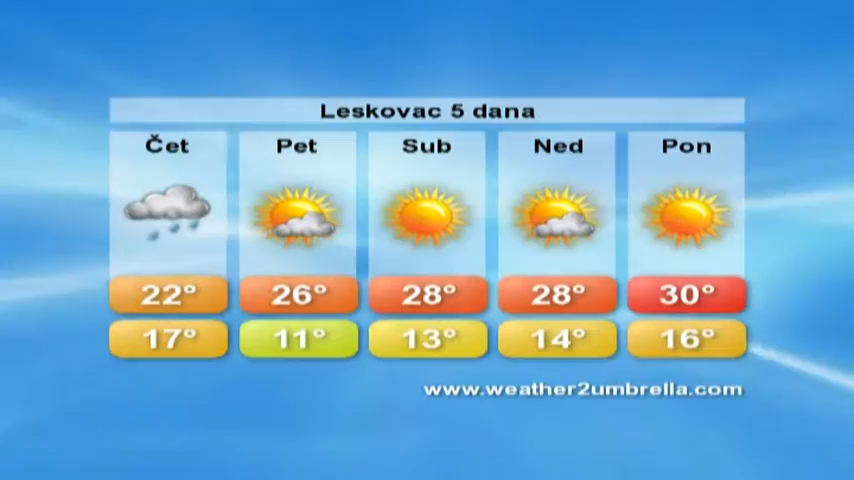 Leskovac 5 dana
Čet Pet Sub Ned Pon
22° 26° 28° 28° 30°
17° 11° 13° 14° 16°
www.weather2umbrella.com